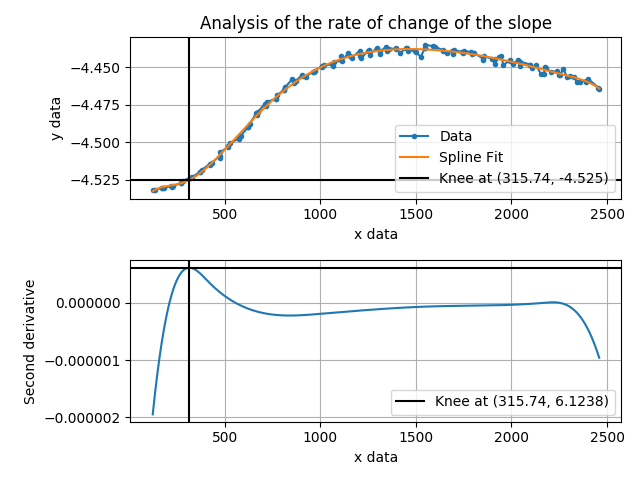 Analysis of the rate of change of the slope
−4.450
−4.475
−4.500
−4.525
y data
Data
Spline Fit
Knee at (315.74, -4.525)
500 1000 1500 2000 2500
x data
0.000000
−0.000001
−0.000002
Second derivative
Knee at (315.74, 6.1238)
500 1000 1500 2000 2500
x data